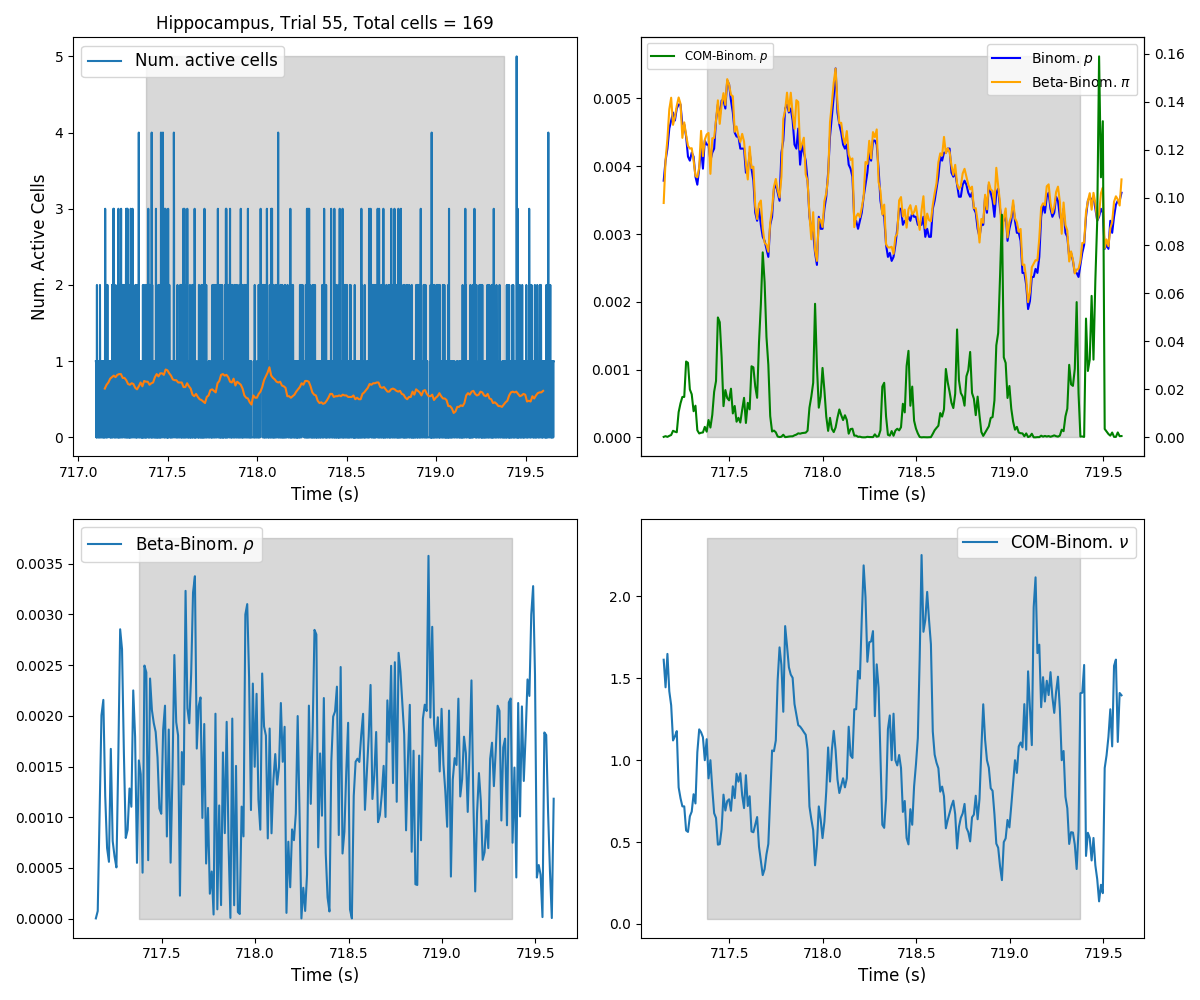 Hippocampus, Trial 55, Total cells = 169
Num. active cells
Num. Active Cells
5
4
3
2
1
0
717.0 717.5 718.0 718.5 719.0 719.5
Time (s)
COM-Binom. p
Binom. p
Beta-Binom. π
0.005
0.004
0.003
0.002
0.001
0.000
0.16
0.14
0.12
0.10
0.08
0.06
0.04
0.02
0.00
717.5 718.0 718.5 719.0 719.5
Time (s)
Beta-Binom. ρ
0.0035
0.0030
0.0025
0.0020
0.0015
0.0010
0.0005
0.0000
717.5 718.0 718.5 719.0 719.5
Time (s)
COM-Binom. ν
2.0
1.5
1.0
0.5
0.0
717.5 718.0 718.5 719.0 719.5
Time (s)